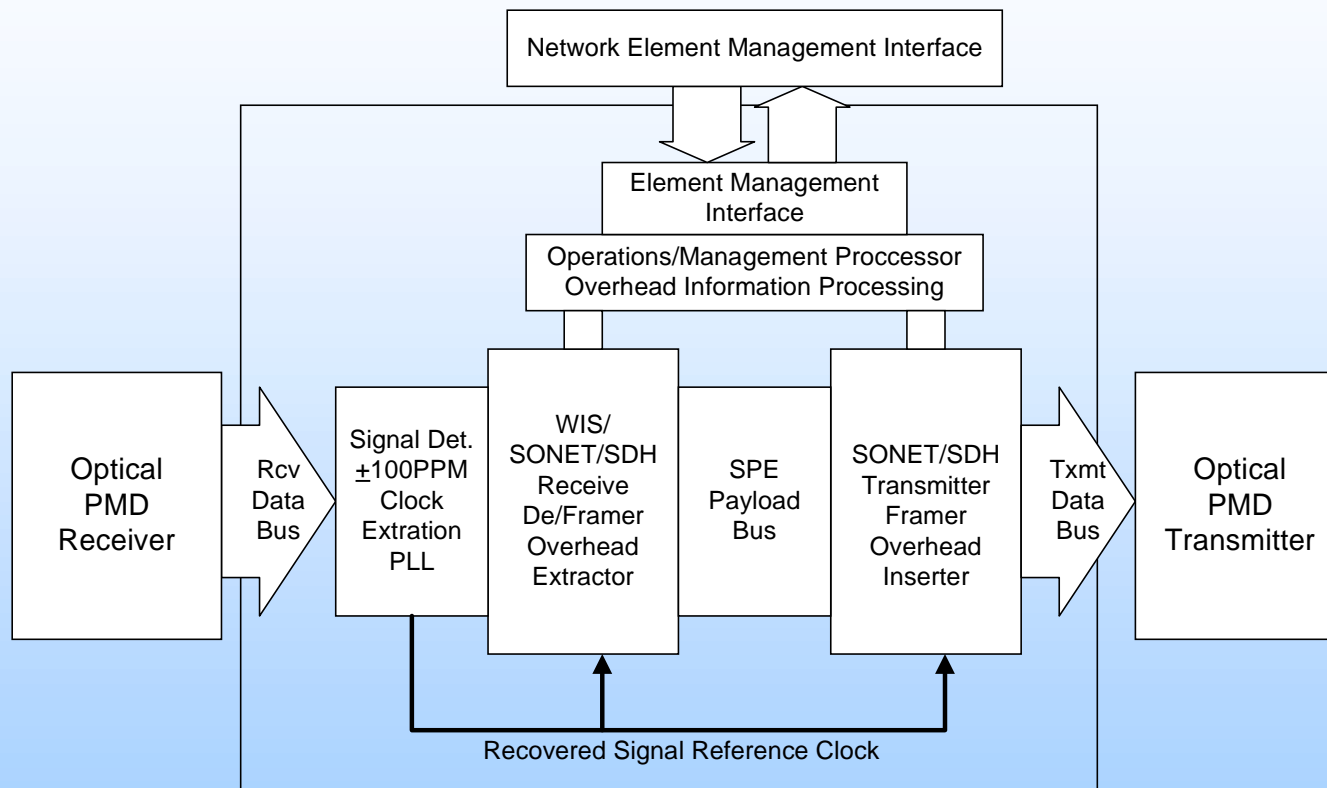 Network Element Management Interface
Element Management
Interface
Operations/Management Proccessor
Overhead Information Processing
Optical
PMD
Receiver
Rcv
Data
Bus
Signal Det.
±100PPM
Clock
Extration
PLL
WIS/
SONET/SDH
Receive
De/Framer
Overhead
Extractor
SPE
Payload
Bus
SONET/SDH
Transmitter
Framer
Overhead
Inserter
Txmt
Data
Bus
Optical
PMD
Transmitter
Recovered Signal Reference Clock